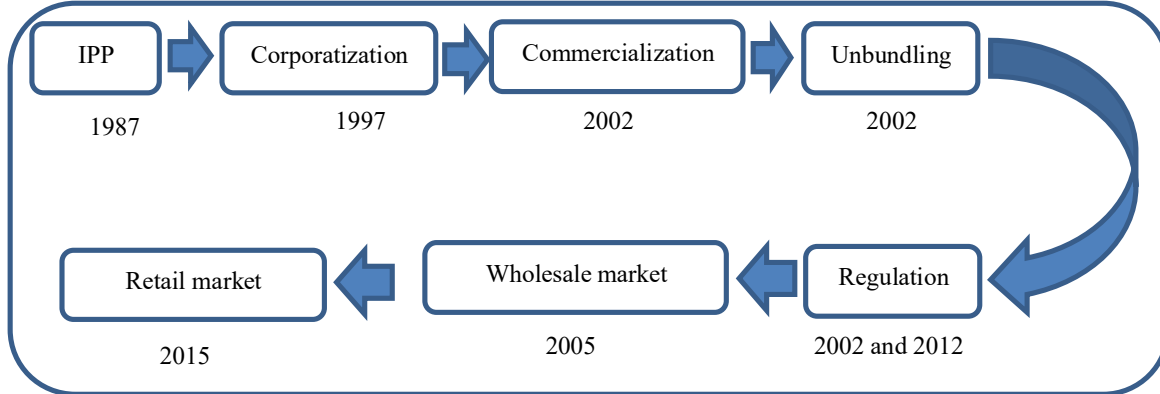 IPP
Corporatization
Commercialization
Unbundling
1987
1997
2002
2002
Regulation
Wholesale market
Retail market
2002 and 2012
2005
2015